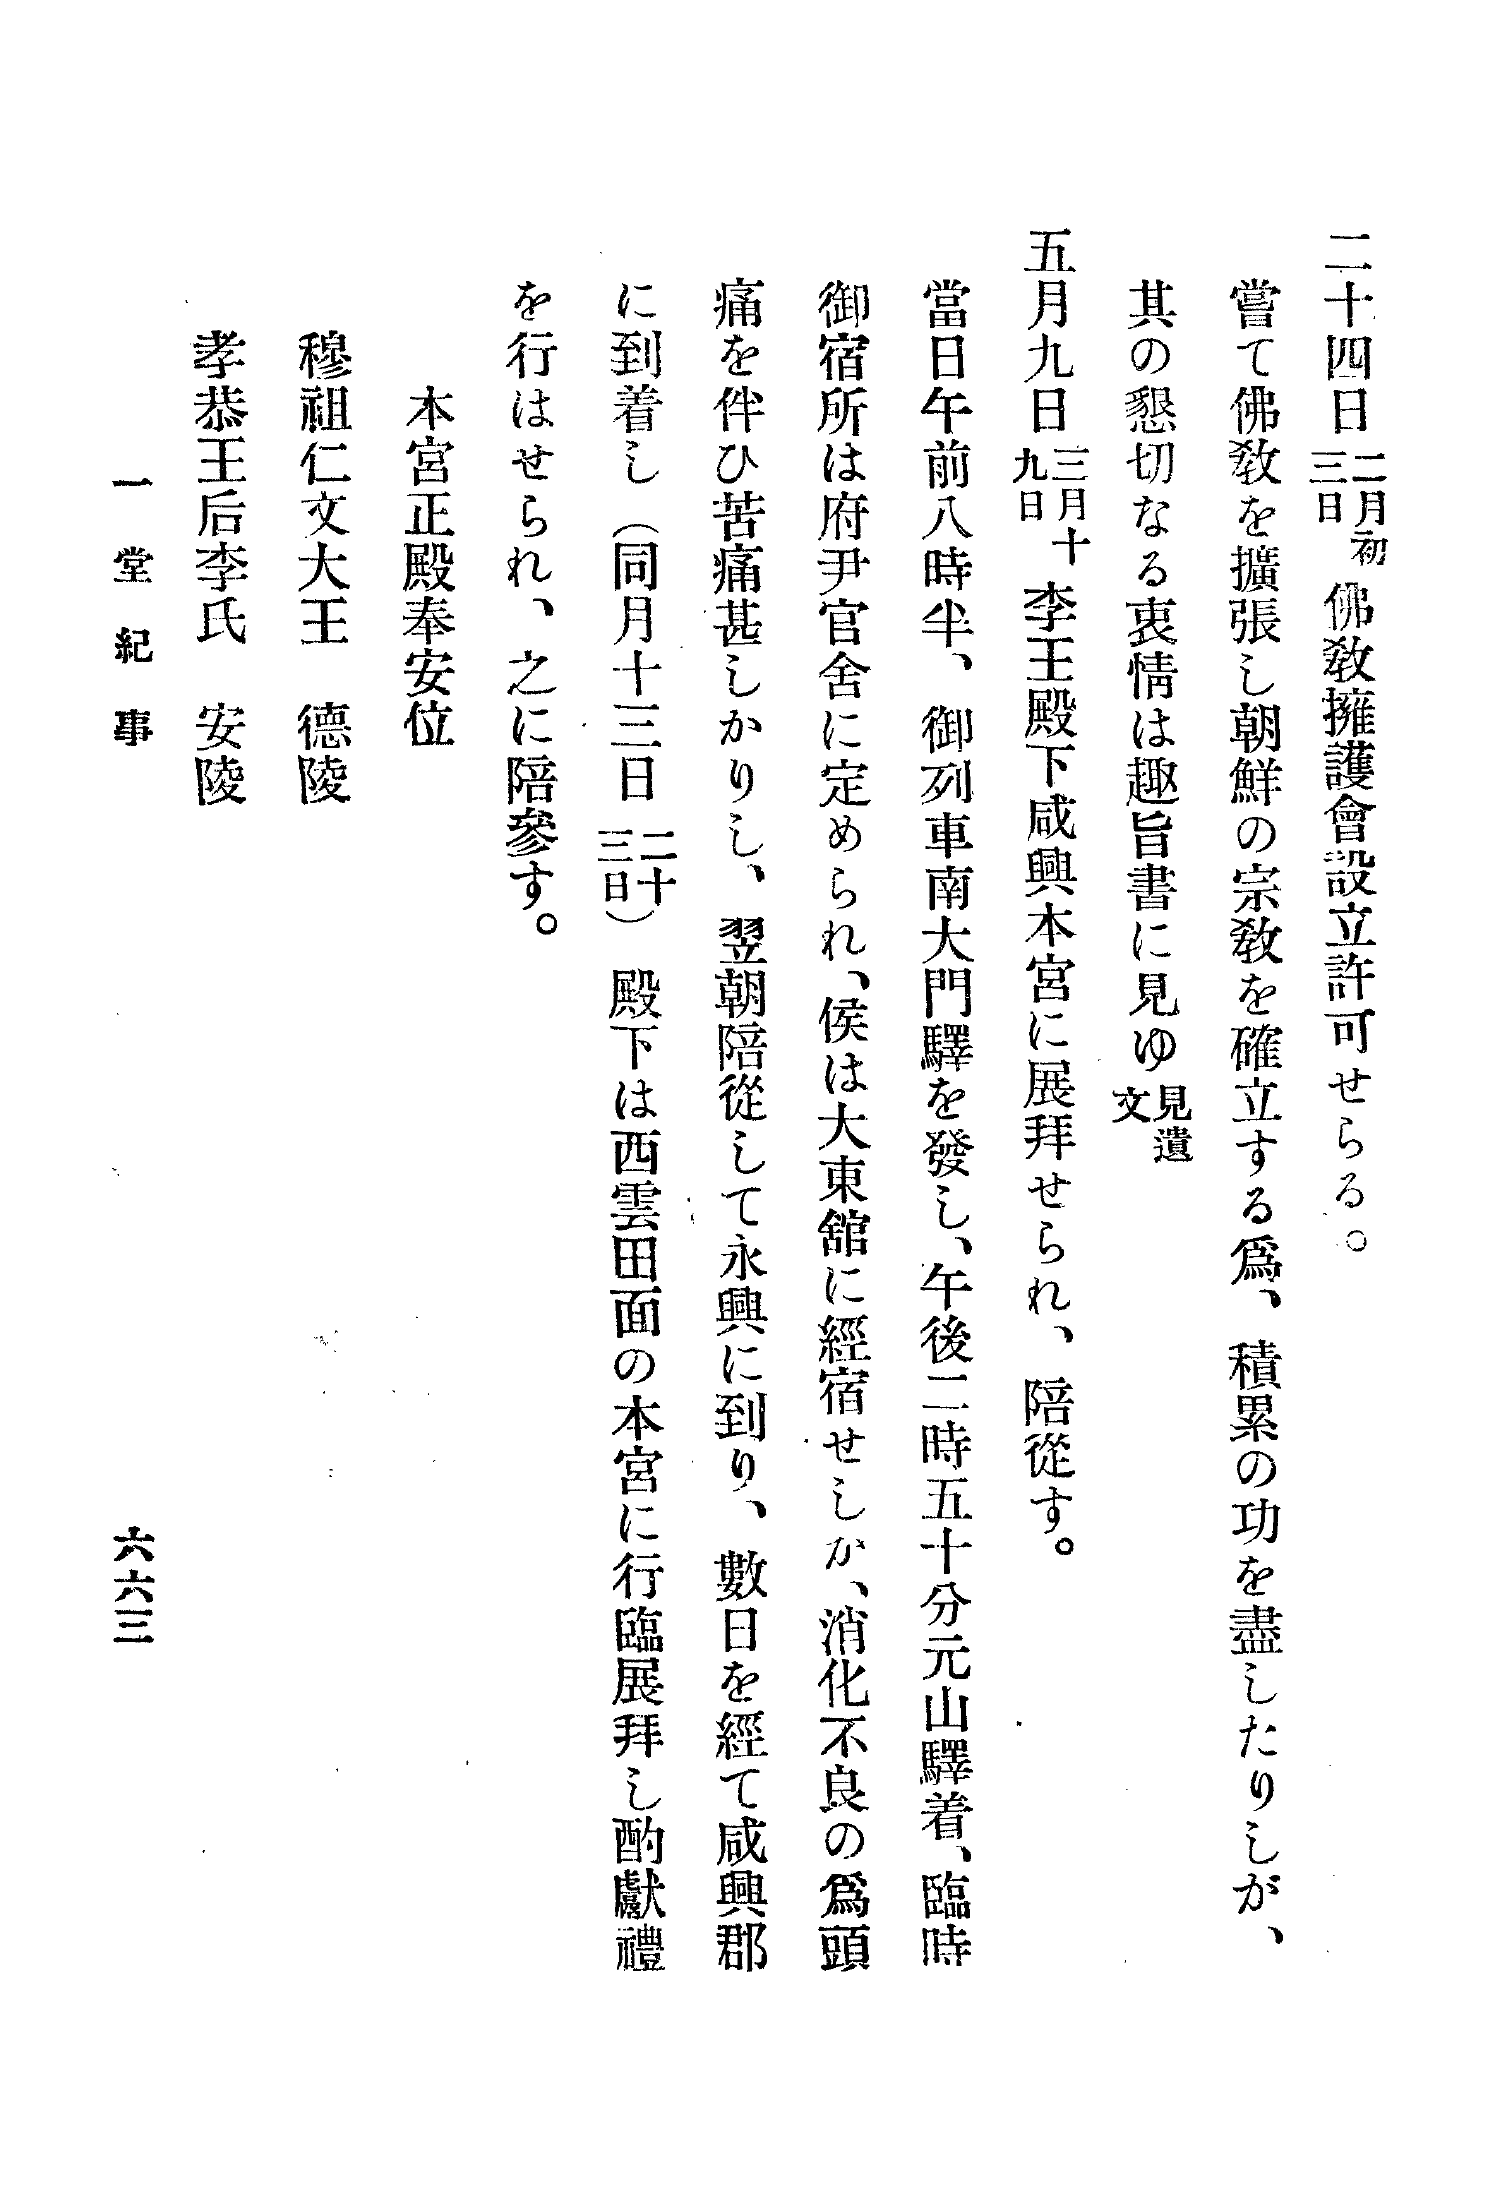 二十四日二月初三日佛敎擁護會設立許可せらる。
嘗て佛敎を擴張し朝鮮の宗敎を確立する爲、積累の功を盡したりしが、
其の懇切なる衷情は趣旨書に見ゆ見遺文
五月九日三月十九日李王殿下咸興本宮に展拜せられ、陪從す。
當日午前八時半、御列車南大門驛を發し、午後二時五十分元山驛着、臨時
御宿所は府尹官舍に定められ、侯は大東舘に經宿せしか、消化不良の爲頭
痛を伴ひ苦痛甚しかりし、翌朝陪從して永興に到り、數日を經て咸興郡
に到着し（同月十三日二十三日）殿下は西雲田面の本宮に行臨展拜し酌獻禮
を行はせられ、之に陪參す。
本宮正殿奉安位
穆祖仁文大王　德陵
孝恭王后李氏　安陵
一堂紀事
六六三